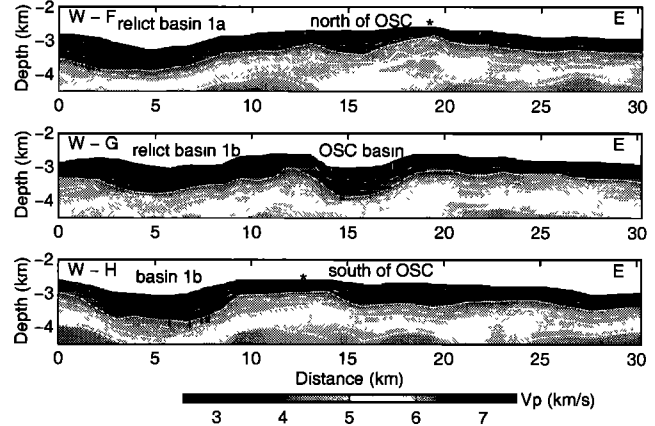 W – F relict basin 1a north of OSC * E
Depth (km)
-2
-3
-4
0 5 10 15 20 25 30
W – G relict basin 1b OSC basin E
Depth (km)
-2
-3
-4
0 5 10 15 20 25 30
W – H basin 1b * south of OSC E
Depth (km)
-2
-3
-4
0 5 10 15 20 25 30
Distance (km)
Vp (km/s)
3 4 5 6 7